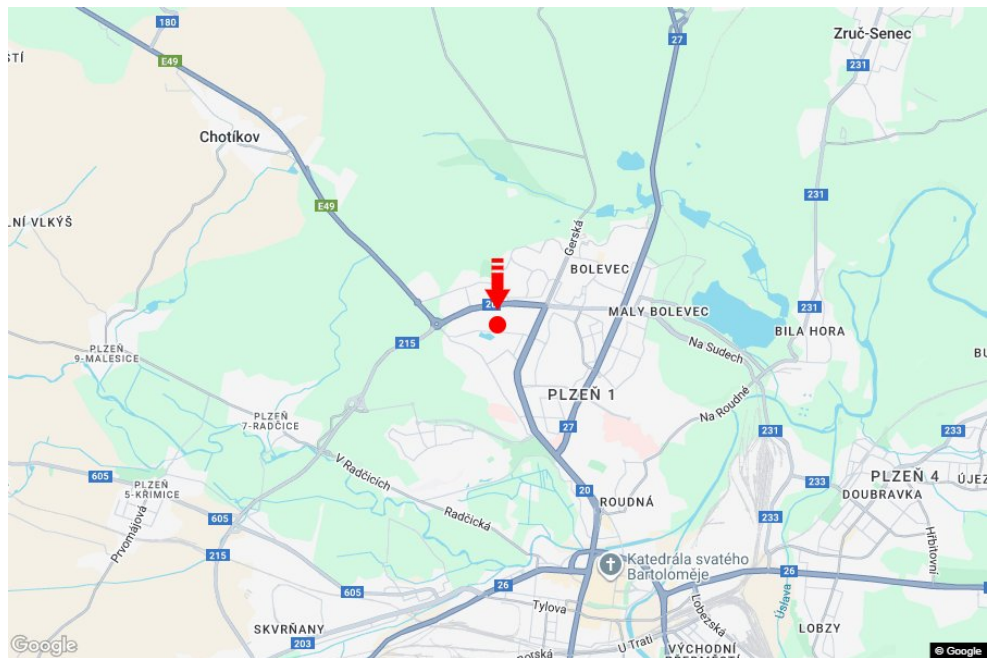 180
27
Zruč-Senec
231
STÍ
E49
Chotíkov
231
E49
231
LNÍ VLKÝŠ
Gerská
BOLEVEC
20
MALÝ BOLEVEC
BÍLÁ HORA
215
Na Sudech
PLZEŇ
9-MALESICE
BU
PLZEŇ 1
Na Roudné
PLZEŇ
7-RADČICE
27
231
233
233
V Radčicích
605
PLZEŇ
5-KŘIMICE
20
PLZEŇ 4
ÚJEZ
DOUBRAVKA
ROUDNÁ
605
Radčická
233
Prvomájová
215
Hřbitovní
Katedrála svatého
Bartoloměje
26
26
605
Tylova
Lobezská
Úslava
SKVRŇANY
203
U Trati
LOBZY
VÝCHODNÍ
Google
© Google